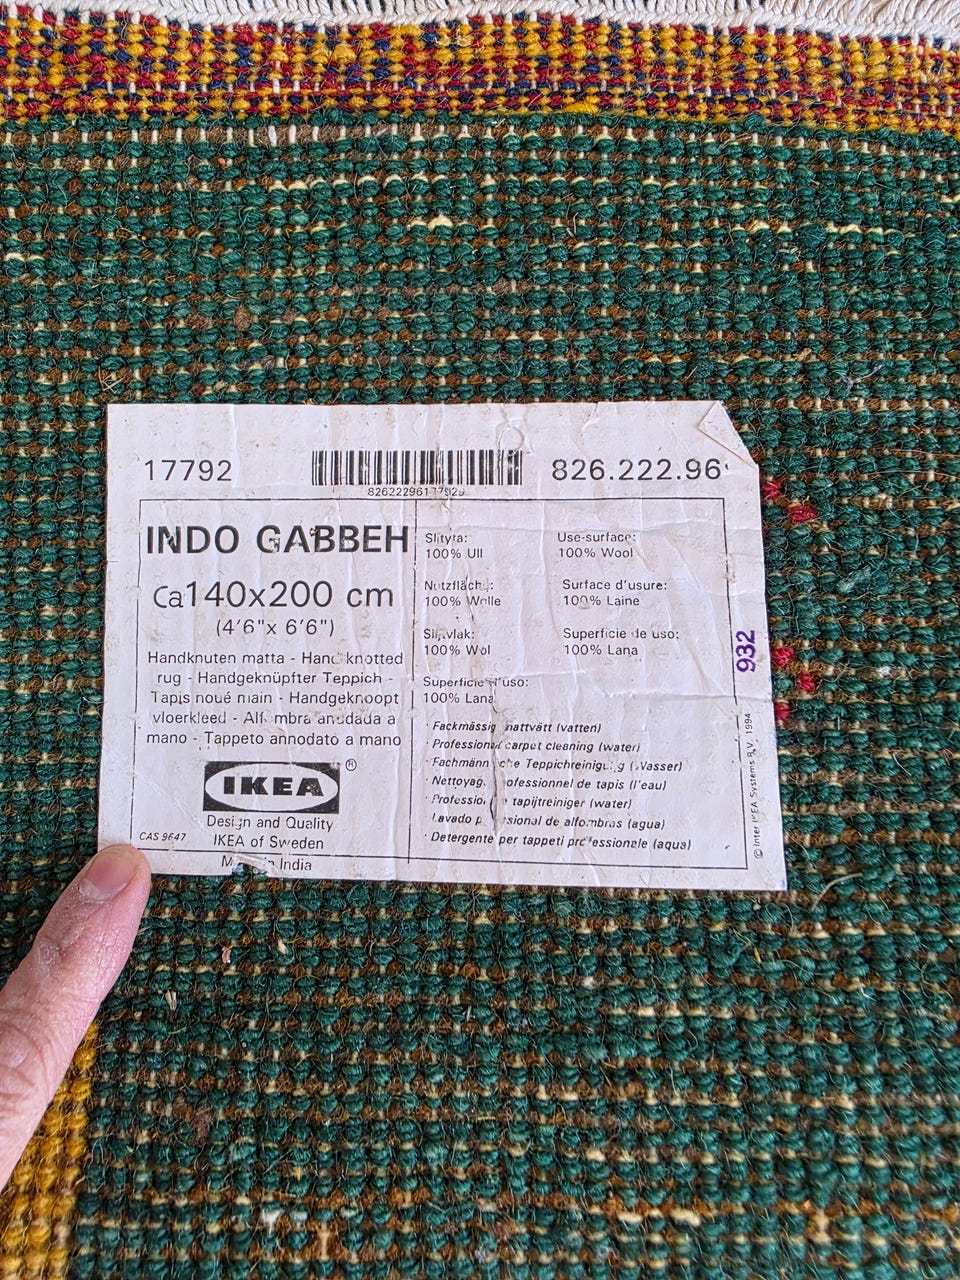 17792
826.222.96
INDO GABBEH
ca140x200 cm
(4'6"x 6'6")
Handknuten matta - Hand knotted
rug - Handgeknüpfter Teppich -
Tapis noué main - Handgeknoopt
vloerkleed - Alfombra anudada a
mano - Tappeto annodato a mano
IKEA ®
Design and Quality
IKEA of Sweden
Made in India
CAS 9647
Slityta:
100% Ull
Use-surface:
100% Wool
Nutzfläche:
100% Wolle
Surface d'usure:
100% Laine
Slijtvlak:
100% Wol
Superficie de uso:
100% Lana
Superficie d'uso:
100% Lana
· Fackmässig mattvätt (vatten)
· Professional carpet cleaning (water)
· Fachmännische Teppichreinigung (Wasser)
· Nettoyage professionnel de tapis (l'eau)
· Professio tapijtreiniger (water)
· Lavado profesional de alfombras (agua)
· Detergente per tappeti professionale (aqua)
932
© Inter IKEA Systems B.V. 1994